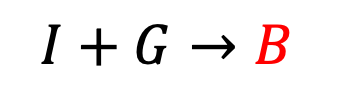 I + G → B